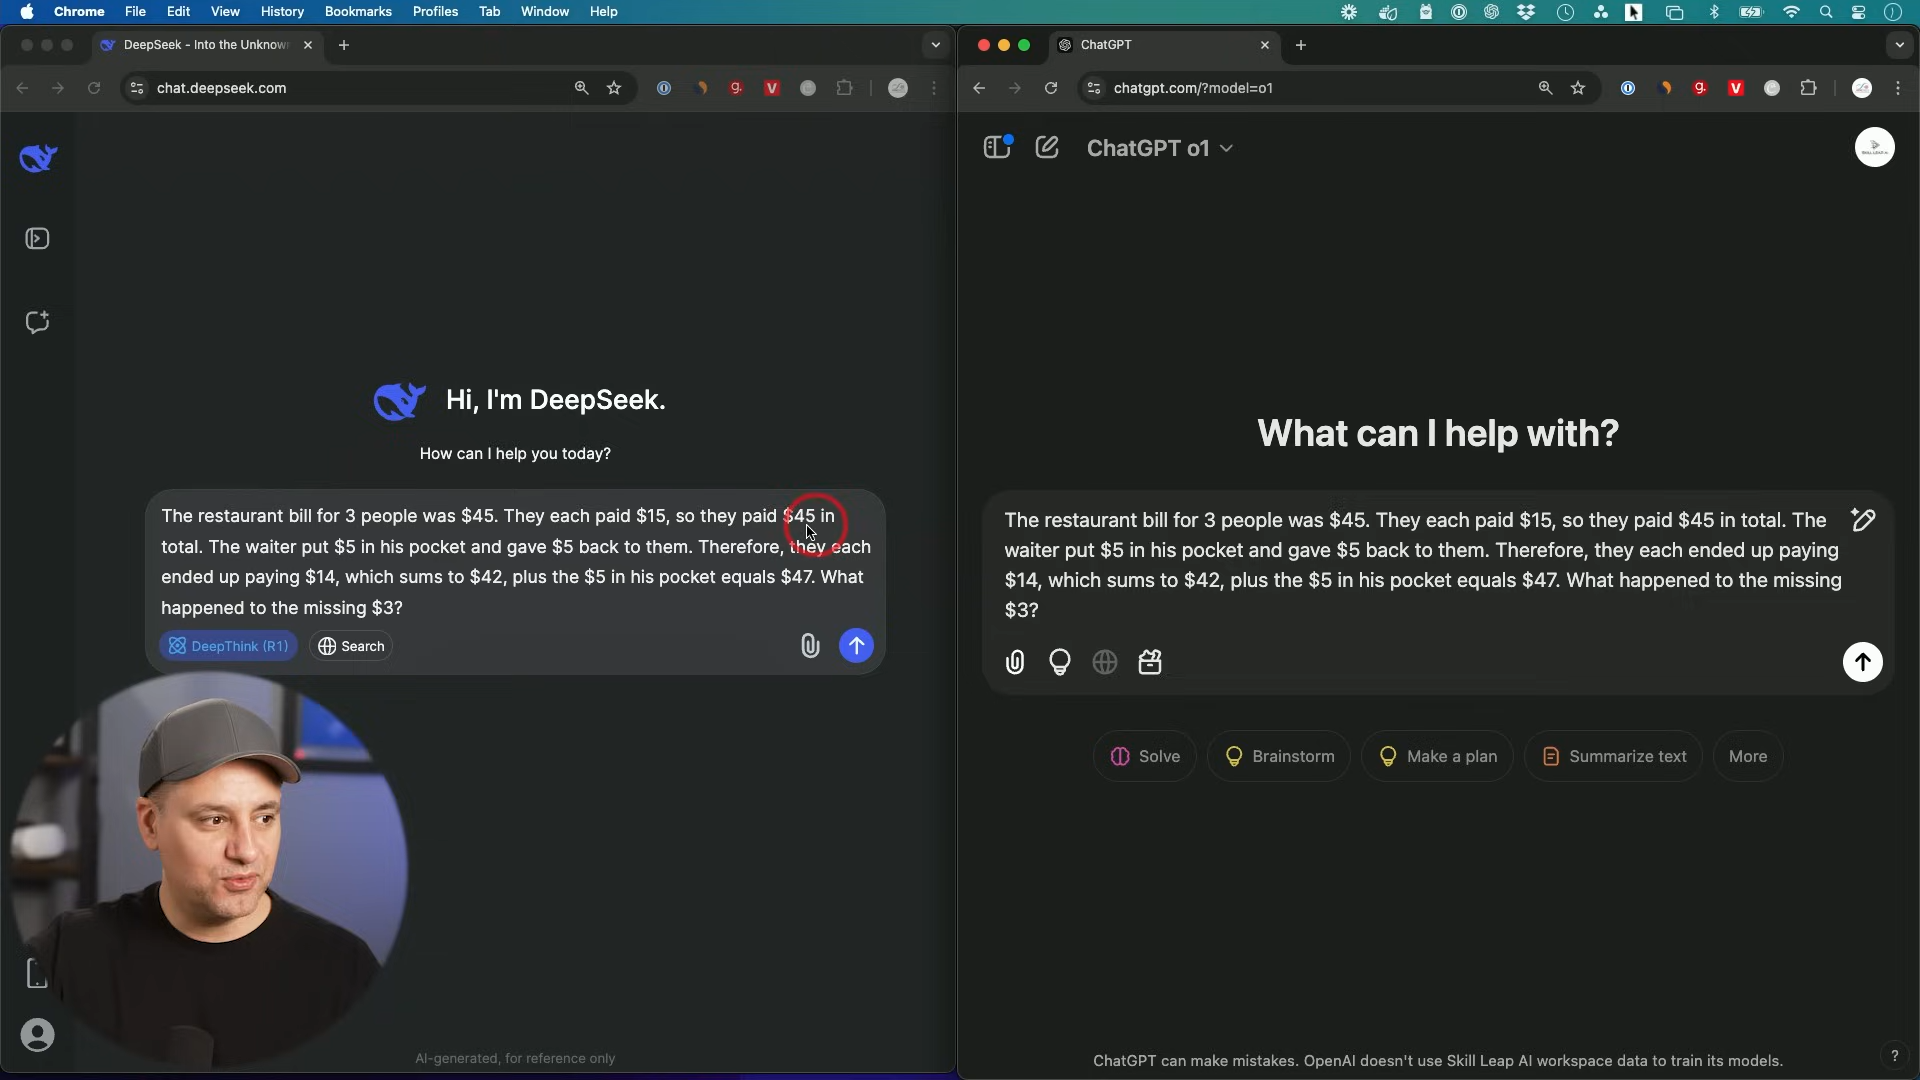 Chrome File Edit View History Bookmarks Profiles Tab Window Help
DeepSeek - Into the Unknown
ChatGPT
chat.deepseek.com
chatgpt.com/?model=o1
ChatGPT o1
Hi, I'm DeepSeek.
How can I help you today?
The restaurant bill for 3 people was $45. They each paid $15, so they paid $45 in
total. The waiter put $5 in his pocket and gave $5 back to them. Therefore, they each
ended up paying $14, which sums to $42, plus the $5 in his pocket equals $47. What
happened to the missing $3?
DeepThink (R1)
Search
AI-generated, for reference only
What can I help with?
The restaurant bill for 3 people was $45. They each paid $15, so they paid $45 in total. The
waiter put $5 in his pocket and gave $5 back to them. Therefore, they each ended up paying
$14, which sums to $42, plus the $5 in his pocket equals $47. What happened to the missing
$3?
Solve
Brainstorm
Make a plan
Summarize text
More
ChatGPT can make mistakes. OpenAI doesn't use Skill Leap AI workspace data to train its models.
?